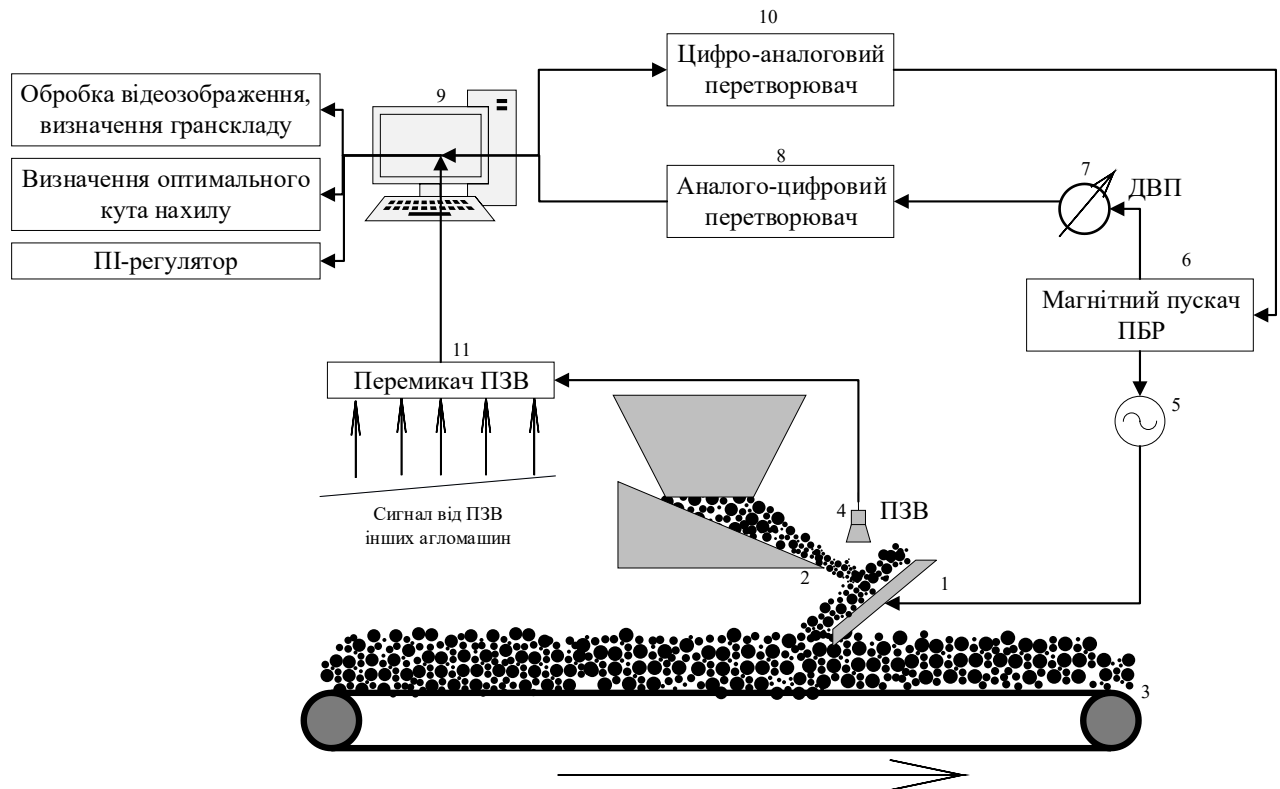 10
Цифро-аналоговий
перетворювач
Обробка відеозображення,
визначення грансkладу
9
8
Визначення оптимального
кута нахилу
Аналого-цифровий
перетворювач
7
ДВП
ПІ-регулятор
6
Магнітний пускач
ПБР
11
Перемикач ПЗВ
5
Сигнал від ПЗВ
інших агломашин
4
ПЗВ
2
1
3